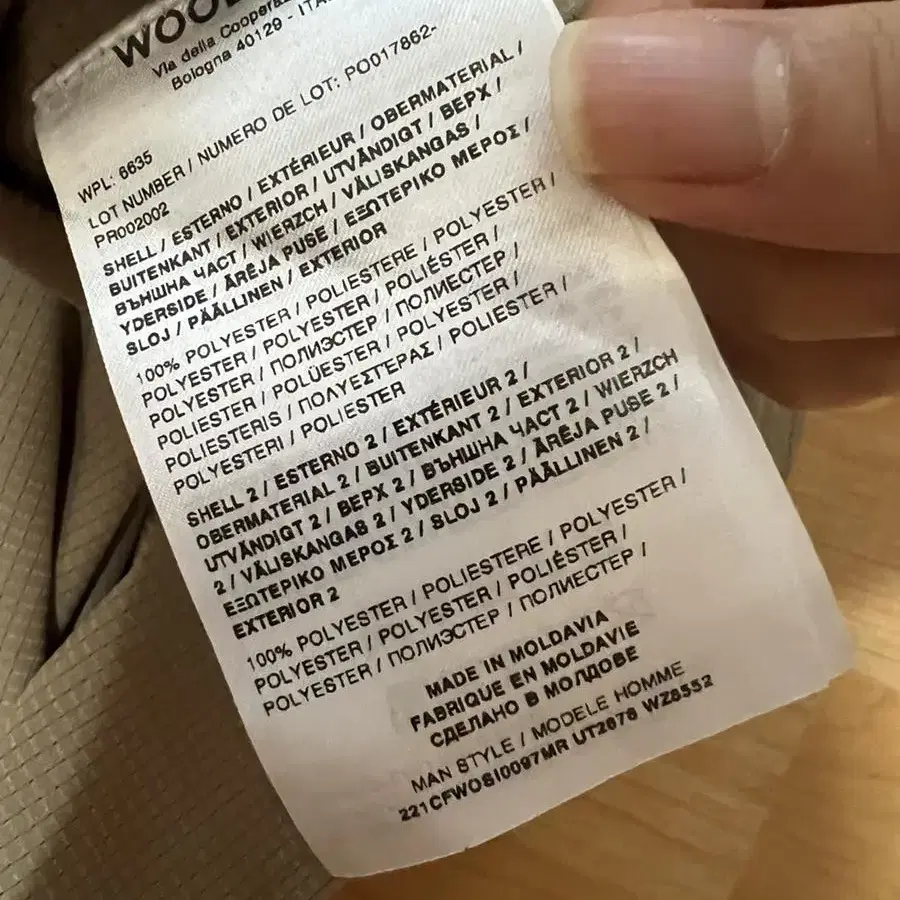 WOOL
Via della Coopera
Bologna 40129 - ITA
WPL: 6635
LOT NUMBER / NUMERO DE LOT: PO017862-
PR002002
SHELL / ESTERNO / EXTÉRIEUR / OBERMATERIAL /
BUITENKANT / EXTERIOR / UTVÄNDIGT / ВЕРХ /
ВЪНШНА ЧАСТ / WIERZCH / VÄLISKANGAS /
YDERSIDE / ĀRĒJA PUSE / ΕΞΩΤΕΡΙΚΟ ΜΕΡΟΣ /
SLOJ / PÄÄLLINEN / EXTERIOR
100% POLYESTER / POLIESTERE / POLYESTER /
POLYESTER / POLYESTER / POLIÉSTER /
POLYESTER / ПОЛИЭСТЕР / ПОЛИЕСТЕР /
POLIESTER / POLÜESTER / POLYESTER /
POLIESTERIS / ΠΟΛΥΕΣΤΕΡΑΣ / POLIESTER /
POLYESTERI / POLIESTER
SHELL 2 / ESTERNO 2 / EXTÉRIEUR 2 /
OBERMATERIAL 2 / BUITENKANT 2 / EXTERIOR 2 /
UTVÄNDIGT 2 / ВЕРХ 2 / ВЪНШНА ЧАСТ 2 / WIERZCH
2 / VÄLISKANGAS 2 / YDERSIDE 2 / ĀRĒJA PUSE 2 /
ΕΞΩΤΕΡΙΚΟ ΜΕΡΟΣ 2 / SLOJ 2 / PÄÄLLINEN 2 /
EXTERIOR 2
100% POLYESTER / POLIESTERE / POLYESTER /
POLYESTER / POLYESTER / POLIÉSTER /
POLYESTER / ПОЛИЭСТЕР / ПОЛИЕСТЕР /
MADE IN MOLDAVIA
FABRIQUE EN MOLDAVIE
СДЕЛАНО В МОЛДОВЕ
MAN STYLE / MODELE HOMME
221CFWOSI0097MR UT2878 WZ8552